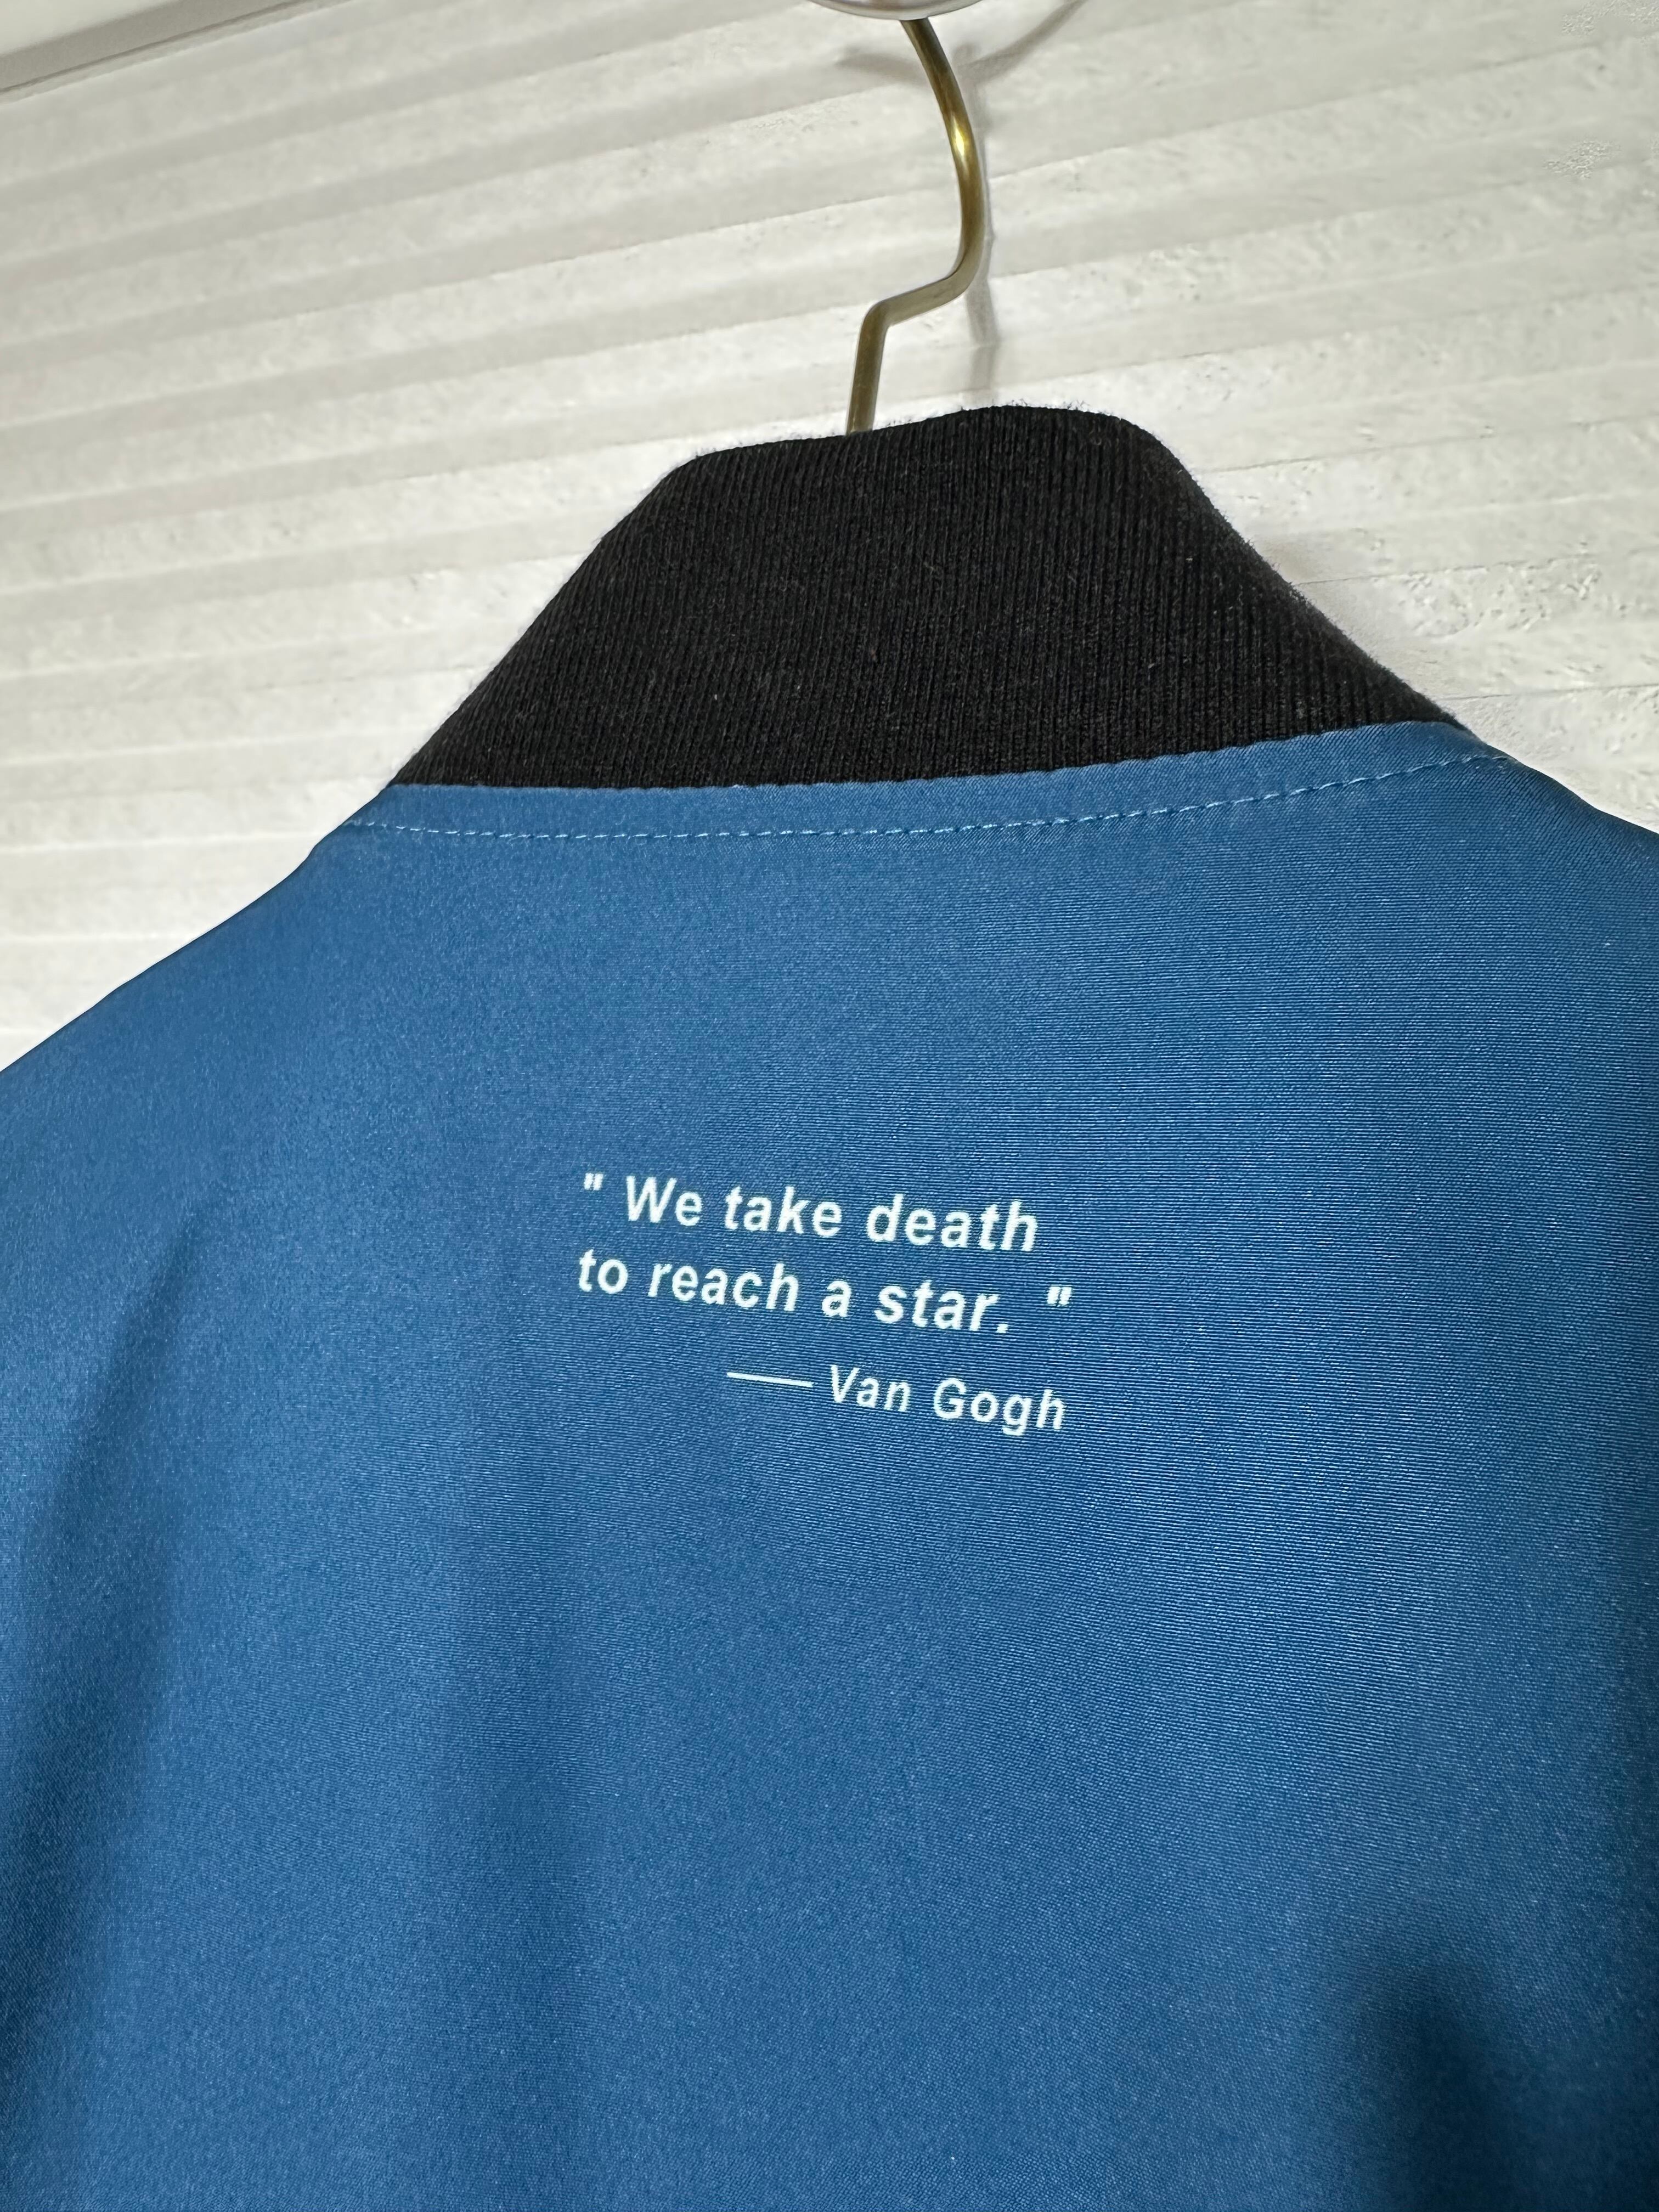 " We take death
to reach a star. "
—— Van Gogh